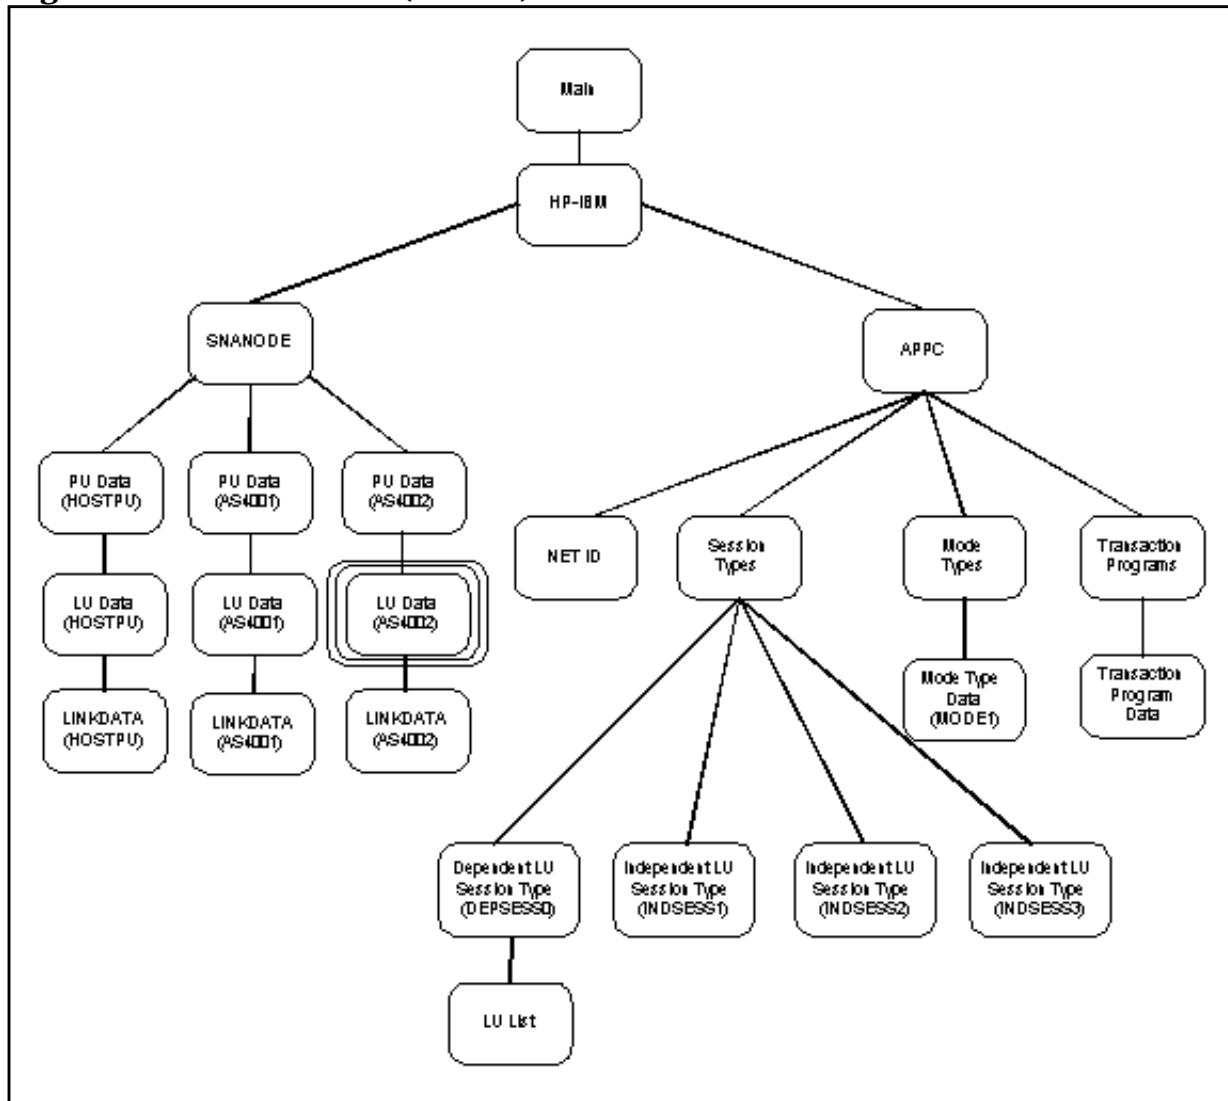 Main
HP-IBM
SNANODE
APPC
PU Data
(HOSTPU)
PU Data
(AS4001)
PU Data
(AS4002)
NET ID
Session
Types
Mode
Types
Transaction
Programs
LU Data
(HOSTPU)
LU Data
(AS4001)
LU Data
(AS4002)
LINKDATA
(HOSTPU)
LINKDATA
(AS4001)
LINKDATA
(AS4002)
Mode Type
Data
(MODE1)
Transaction
Program
Data
Dependent LU
Session Type
(DEPSESS0)
Independent LU
Session Type
(INDSESS1)
Independent LU
Session Type
(INDSESS2)
Independent LU
Session Type
(INDSESS3)
LU List